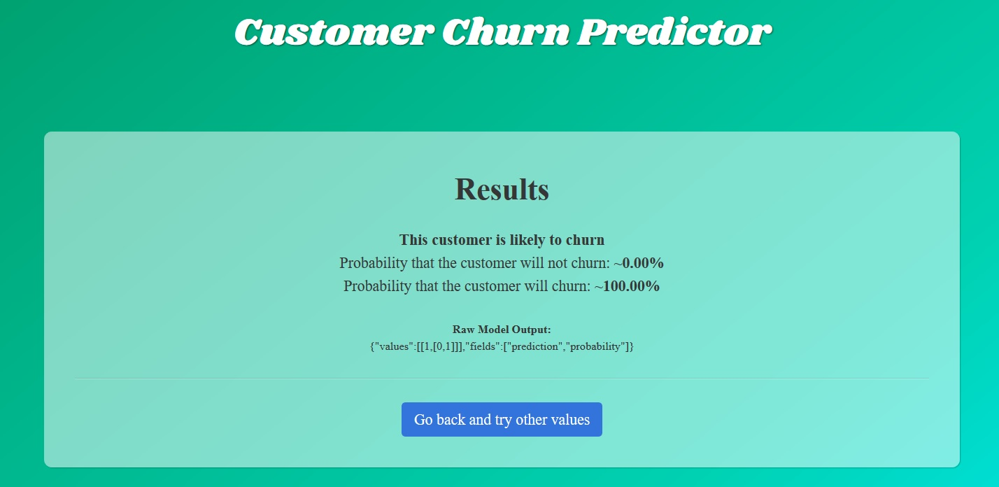 Customer Churn Predictor
Results
This customer is likely to churn
Probability that the customer will not churn: ~0.00%
Probability that the customer will churn: ~100.00%
Raw Model Output:
{"values":[[1,[0,1]]],"fields":["prediction","probability"]}
Go back and try other values